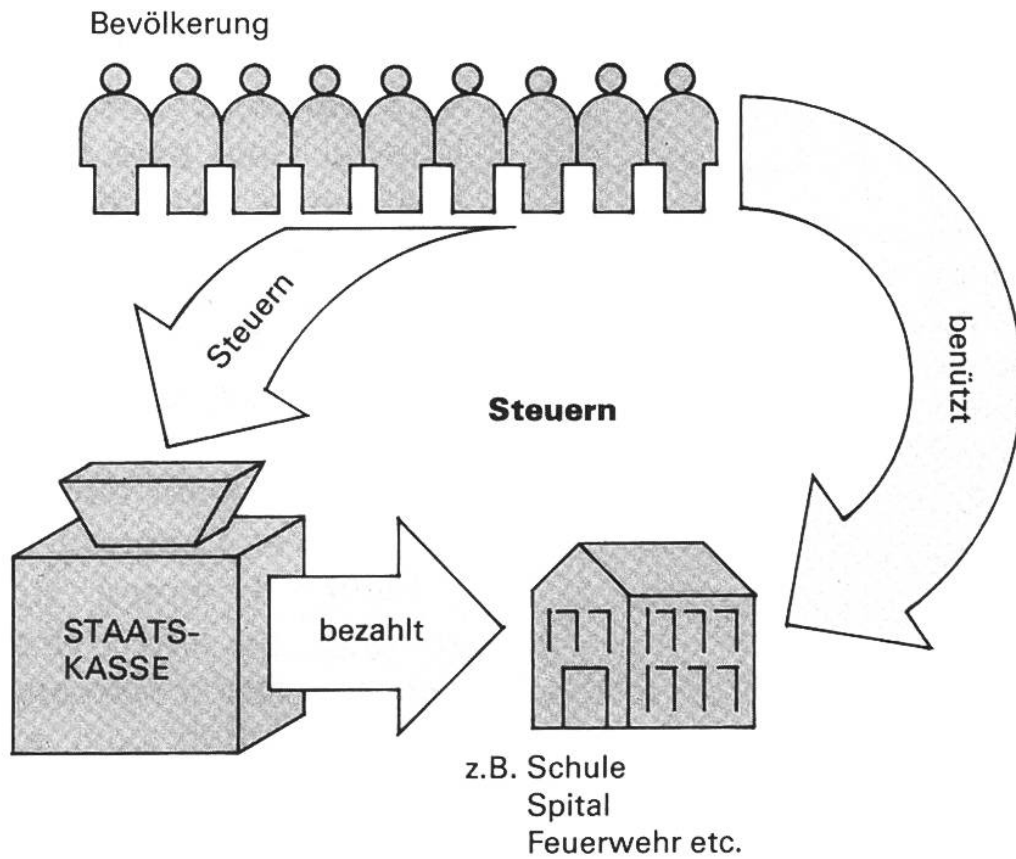 Bevölkerung
Steuern
benützt
Steuern
STAATS-
KASSE
bezahlt
z.B. Schule
Spital
Feuerwehr etc.